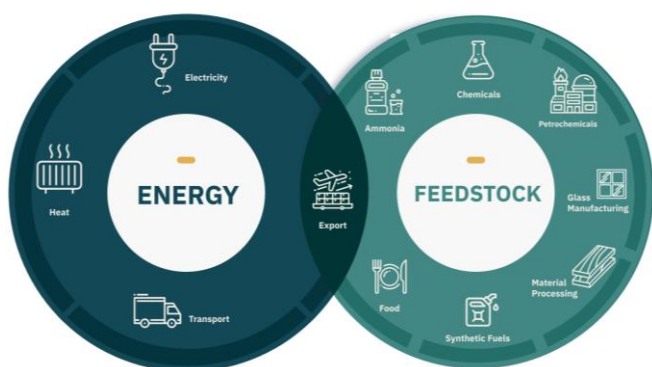 Electricity
ENERGY
Heat
Transport
Export
FEEDSTOCK
Chemicals
Ammonia
Petrochemicals
Glass
Manufacturing
Material
Processing
Food
Synthetic Fuels